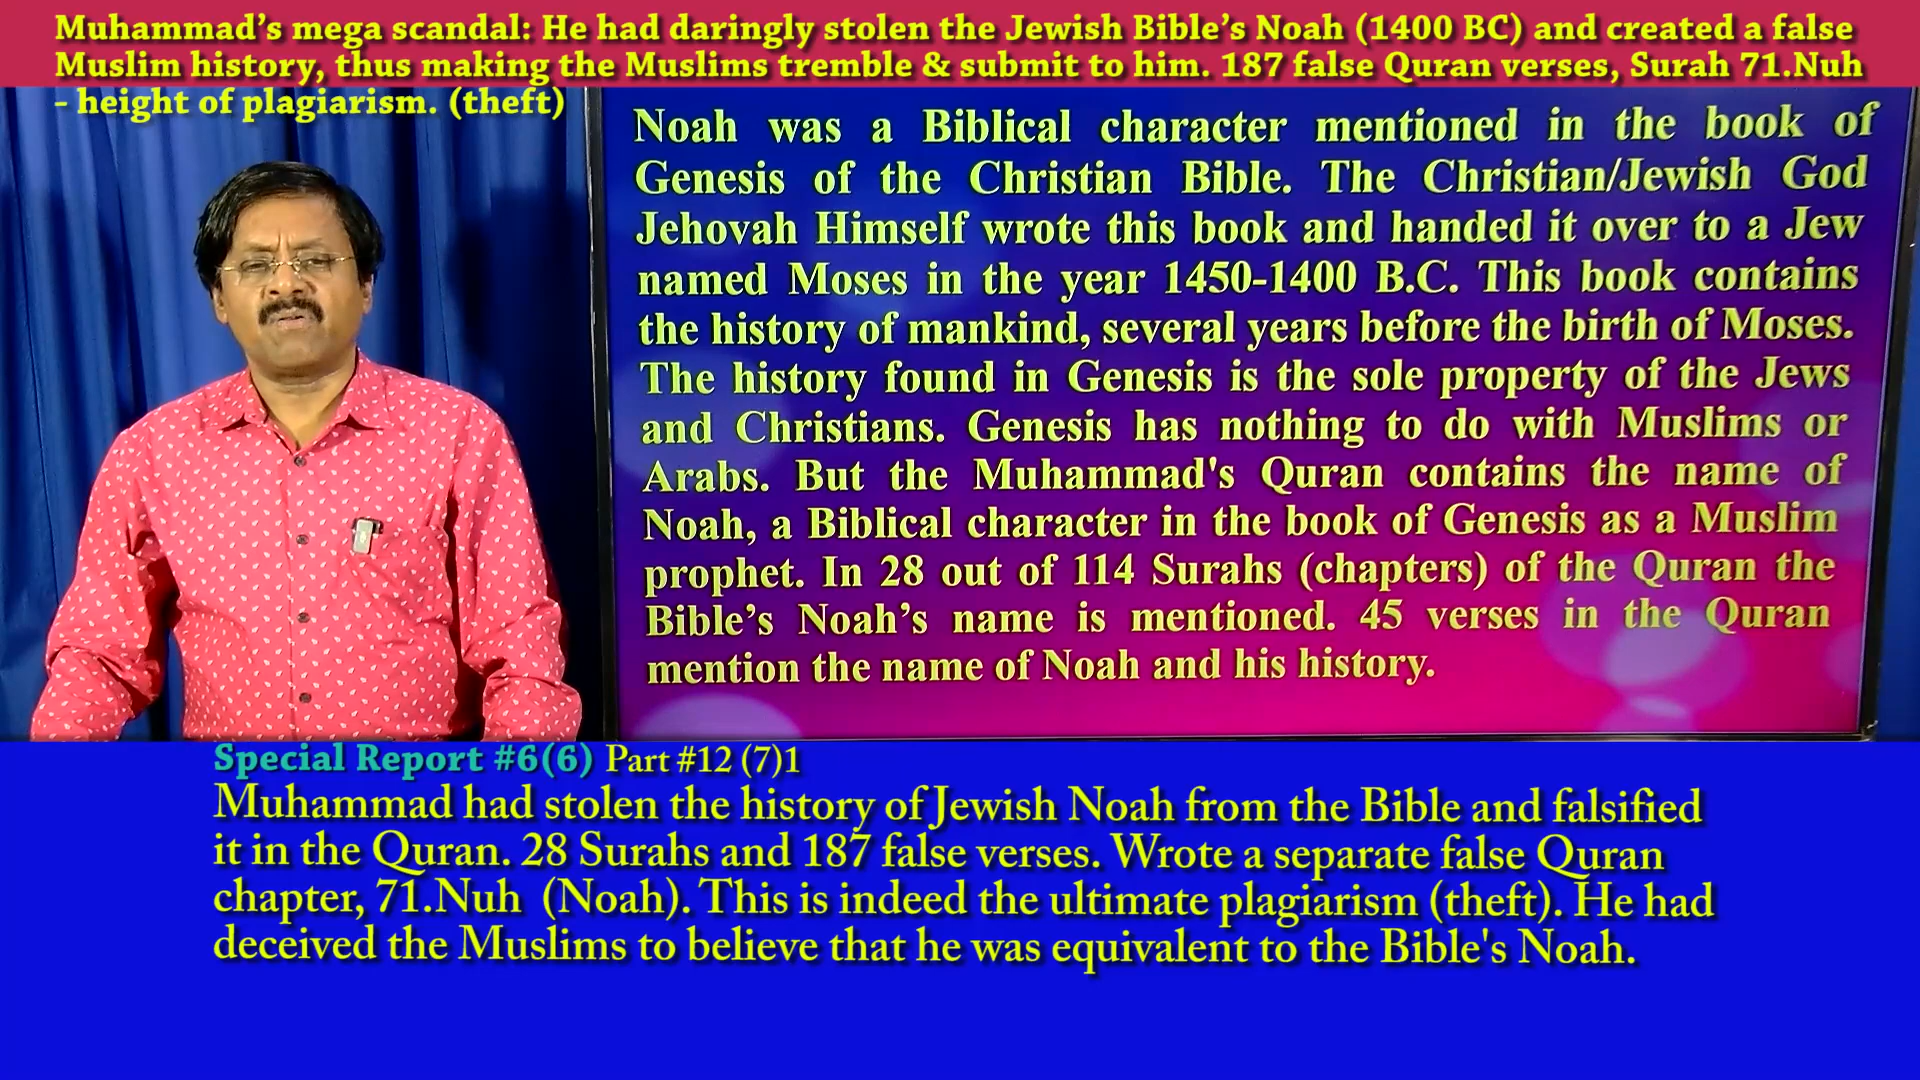 Muhammad’s mega scandal: He had daringly stolen the Jewish Bible’s Noah (1400 BC) and created a false
Muslim history, thus making the Muslims tremble & submit to him. 187 false Quran verses, Surah 71.Nuh
- height of plagiarism. (theft)
Noah was a Biblical character mentioned in the book of
Genesis of the Christian Bible. The Christian/Jewish God
Jehovah Himself wrote this book and handed it over to a Jew
named Moses in the year 1450-1400 B.C. This book contains
the history of mankind, several years before the birth of Moses.
The history found in Genesis is the sole property of the Jews
and Christians. Genesis has nothing to do with Muslims or
Arabs. But the Muhammad's Quran contains the name of
Noah, a Biblical character in the book of Genesis as a Muslim
prophet. In 28 out of 114 Surahs (chapters) of the Quran the
Bible’s Noah’s name is mentioned. 45 verses in the Quran
mention the name of Noah and his history.
Special Report #6(6) Part #12 (7)1
Muhammad had stolen the history of Jewish Noah from the Bible and falsified
it in the Quran. 28 Surahs and 187 false verses. Wrote a separate false Quran
chapter, 71.Nuh (Noah). This is indeed the ultimate plagiarism (theft). He had
deceived the Muslims to believe that he was equivalent to the Bible's Noah.